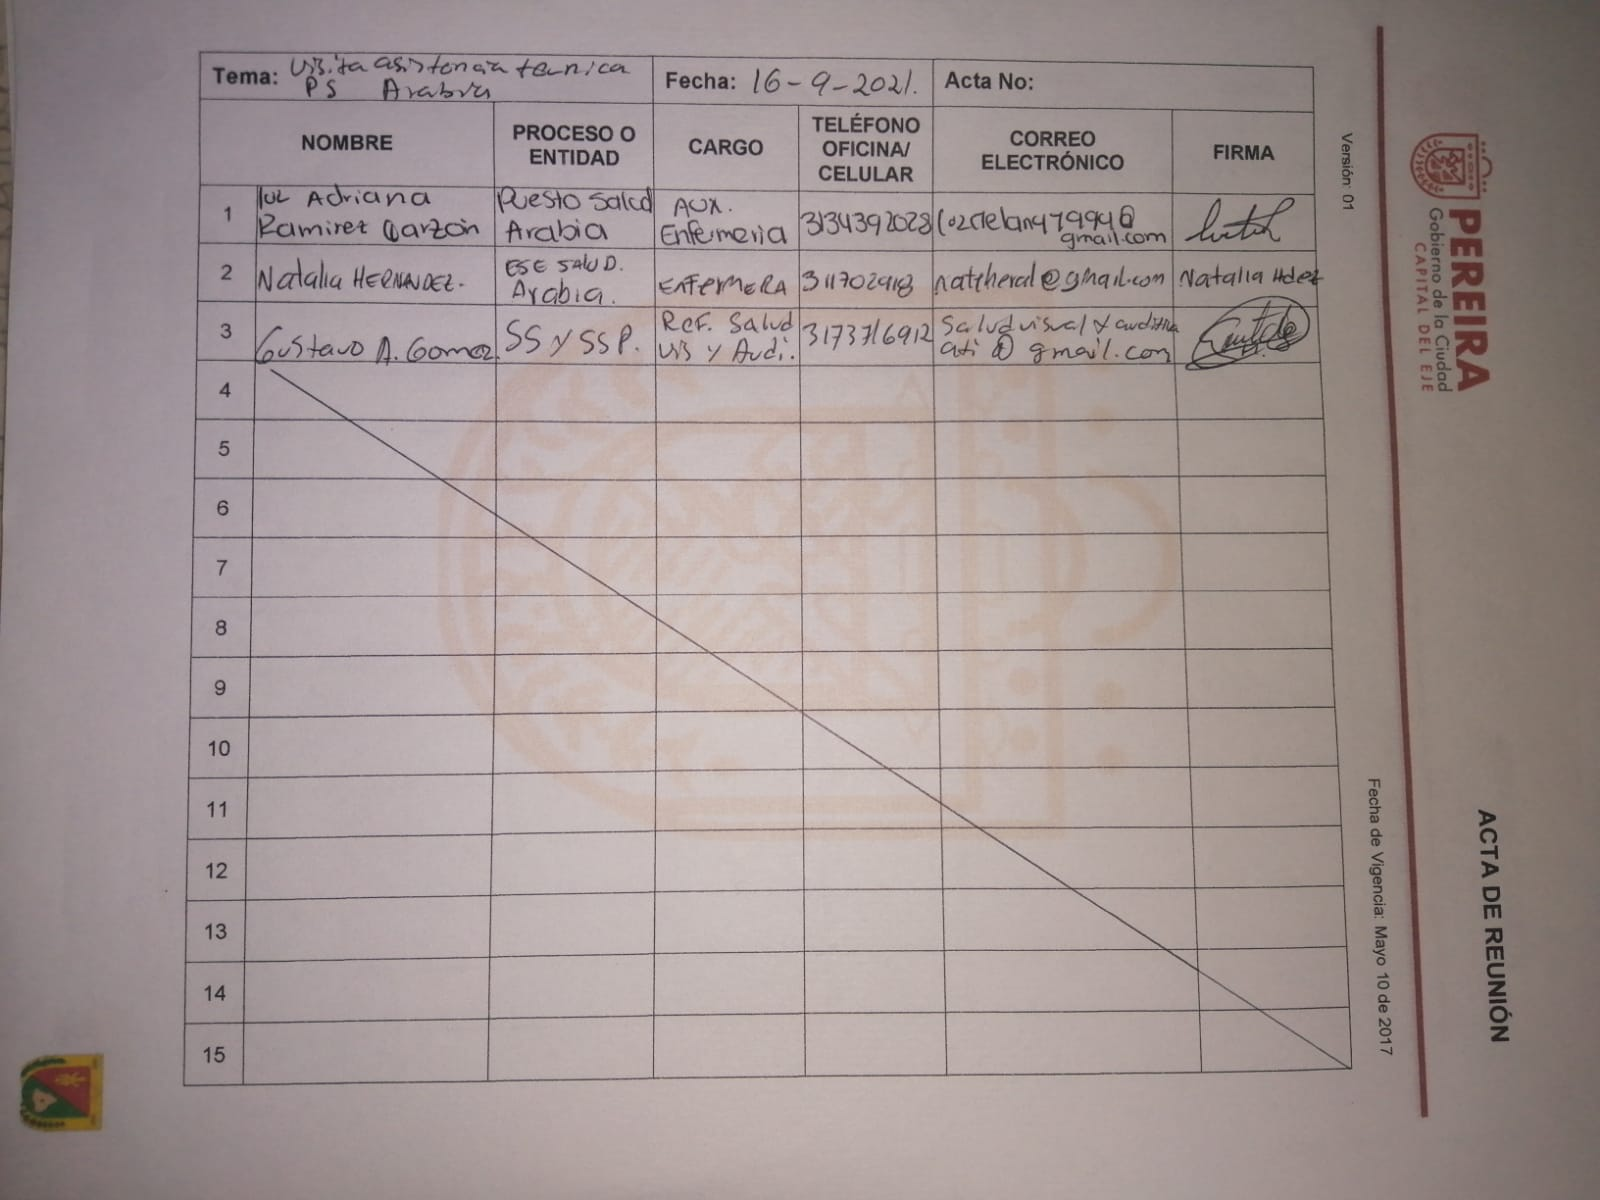 Tema: Visita asistencia tecnica
PS Arabia
Fecha: 16-9-2021.
Acta No:
NOMBRE
PROCESO O
ENTIDAD
CARGO
TELÉFONO
OFICINA/
CELULAR
CORREO
ELECTRÓNICO
FIRMA
1
Luz Adriana
Ramirez Garzón
Puesto Salud
Arabia
AUX.
Enfermeria
3134392028
gmail.com
2
Natalia HERNANDEZ.
ESE SALUD.
Arabia.
ENFERMERA
3117029418
natcheral@gmail.com
Natalia Hdez
3
Gustavo A. Gomez
SS y SSP.
Ref. Salud
Vis y Audi.
3173716912
Saludvisual y auditiva
@ gmail.com
4
5
6
7
8
9
10
11
12
13
14
15
Versión: 01
Fecha de Vigencia: Mayo 10 de 2017
PEREIRA
Gobierno de la Ciudad
CAPITAL DEL EJE
ACTA DE REUNIÓN